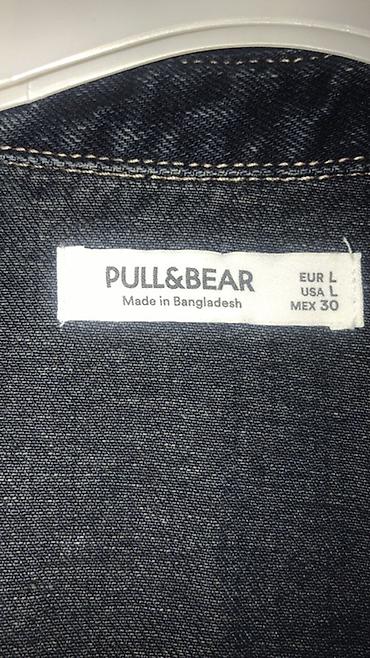 PULL&BEAR
Made in Bangladesh
EUR L
USA L
MEX 30